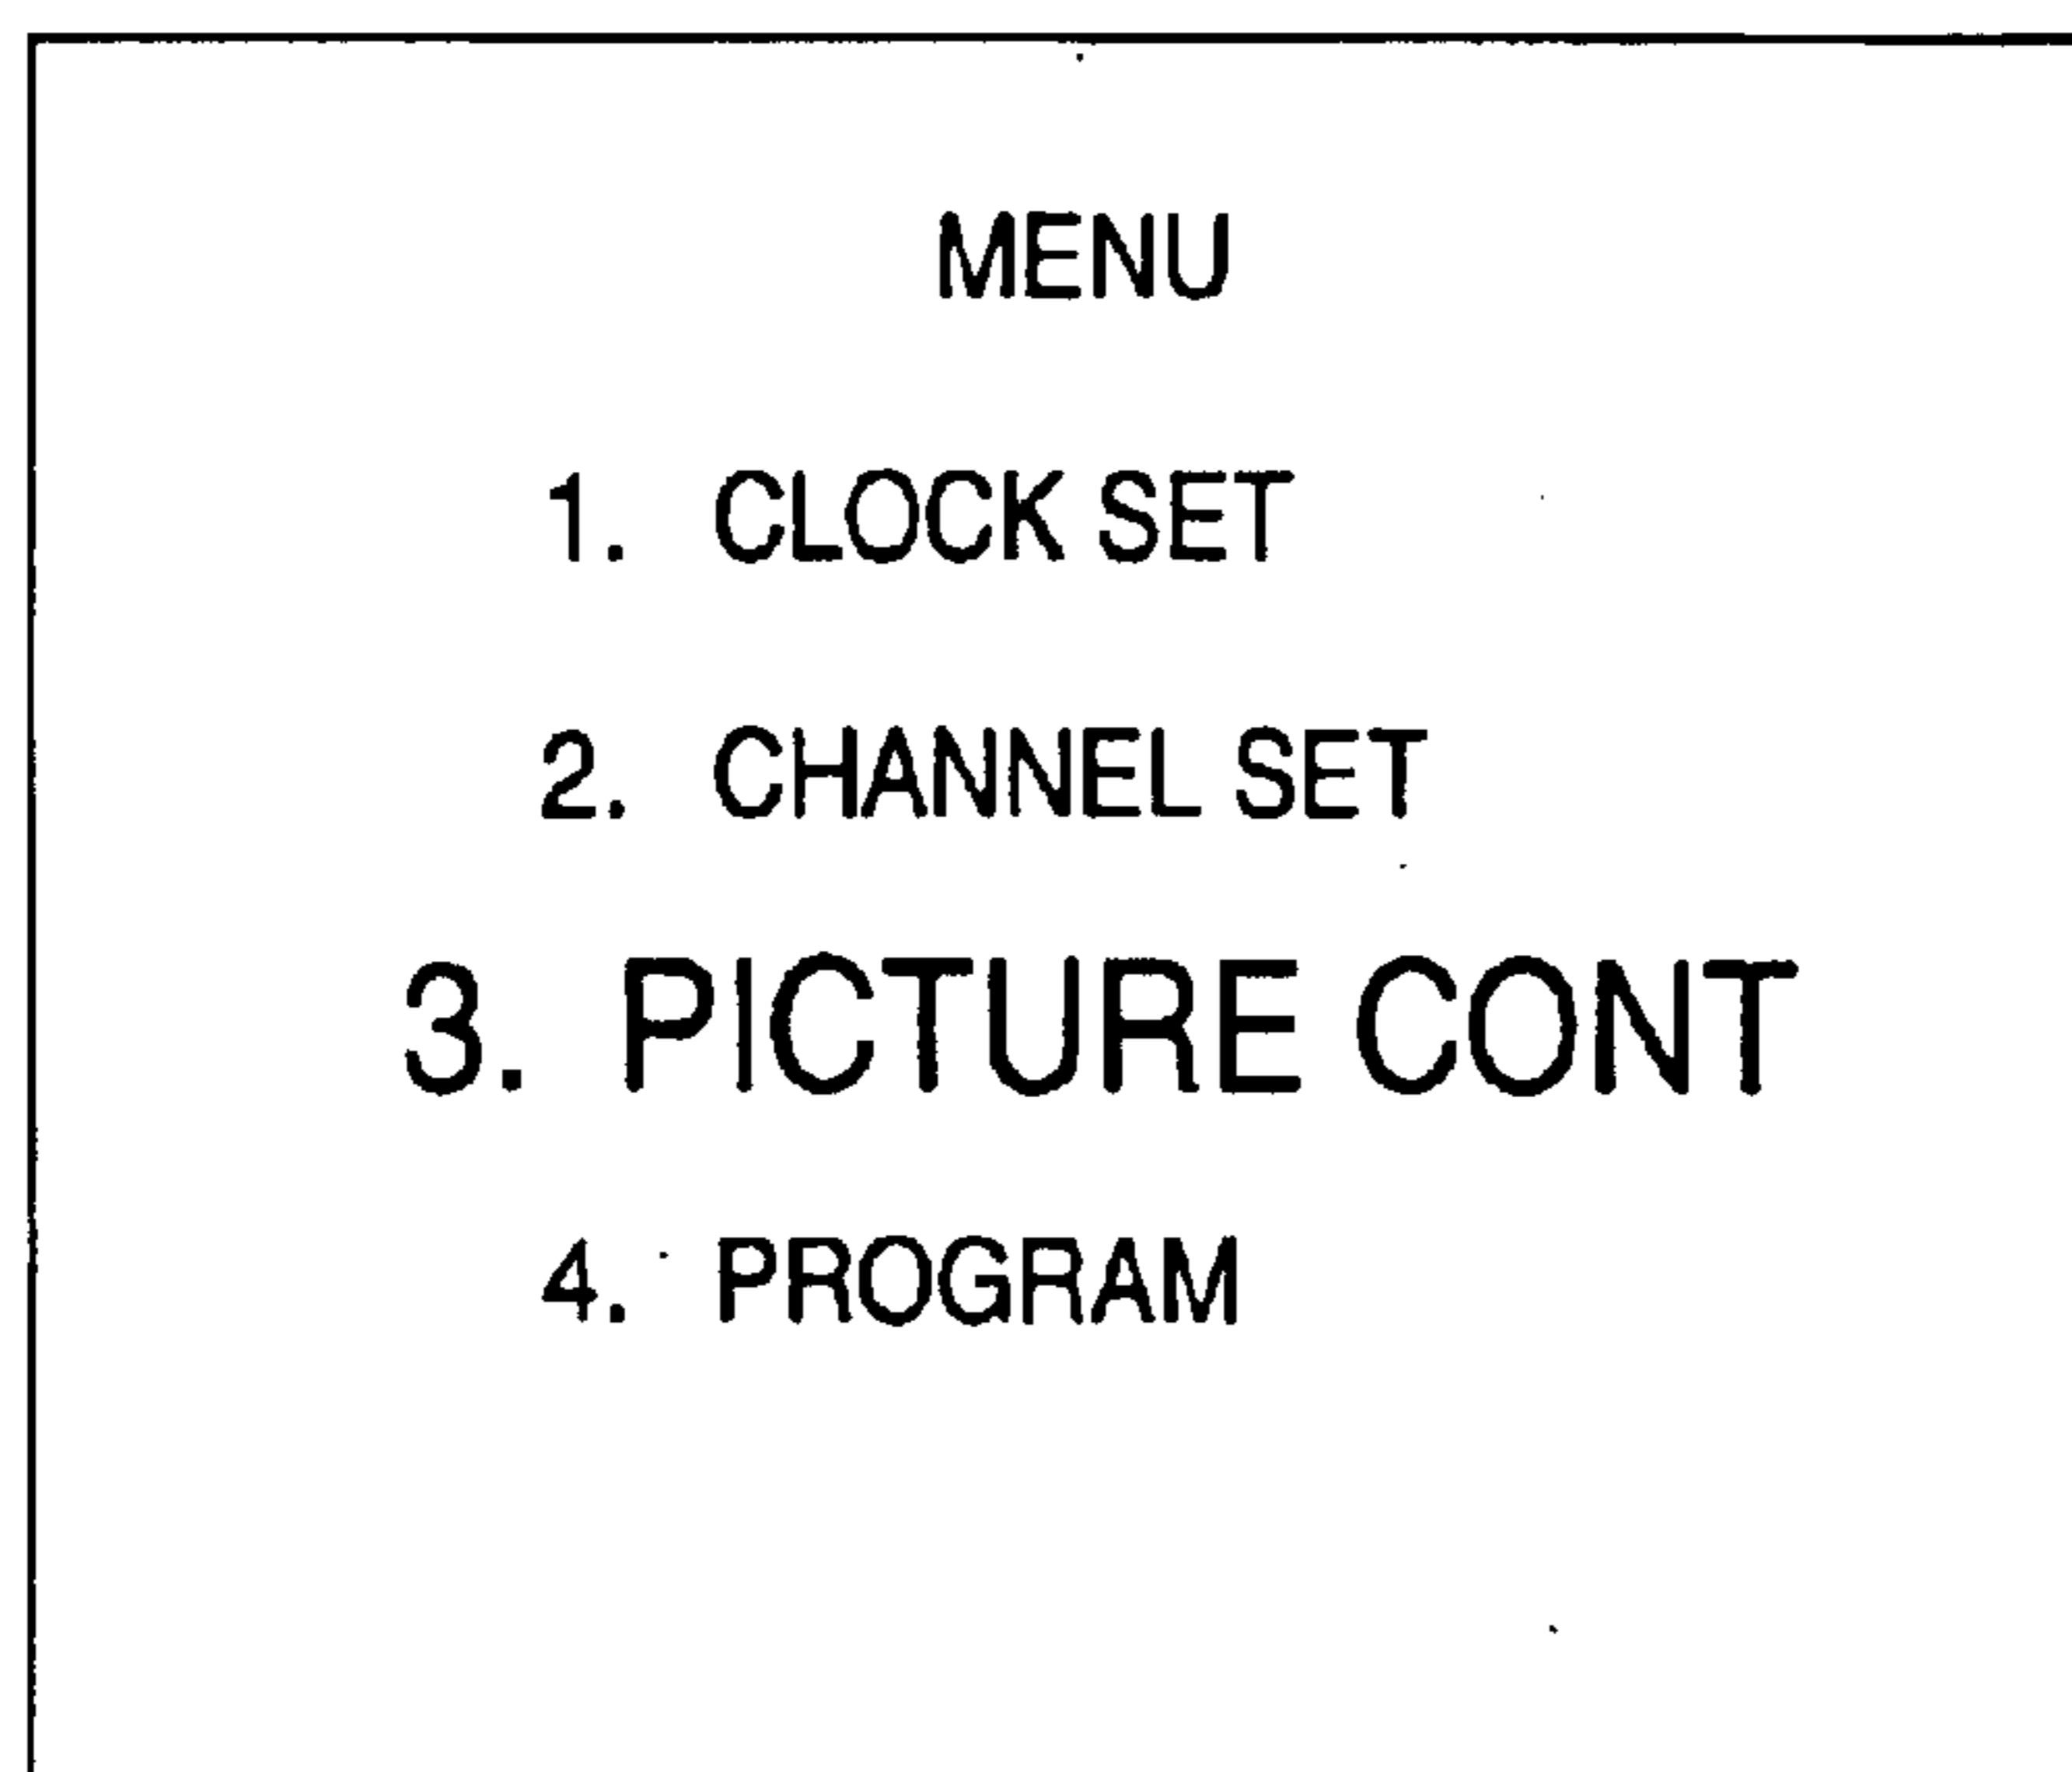 MENU
1. CLOCK SET
2. CHANNEL SET
3. PICTURE CONT
4. PROGRAM